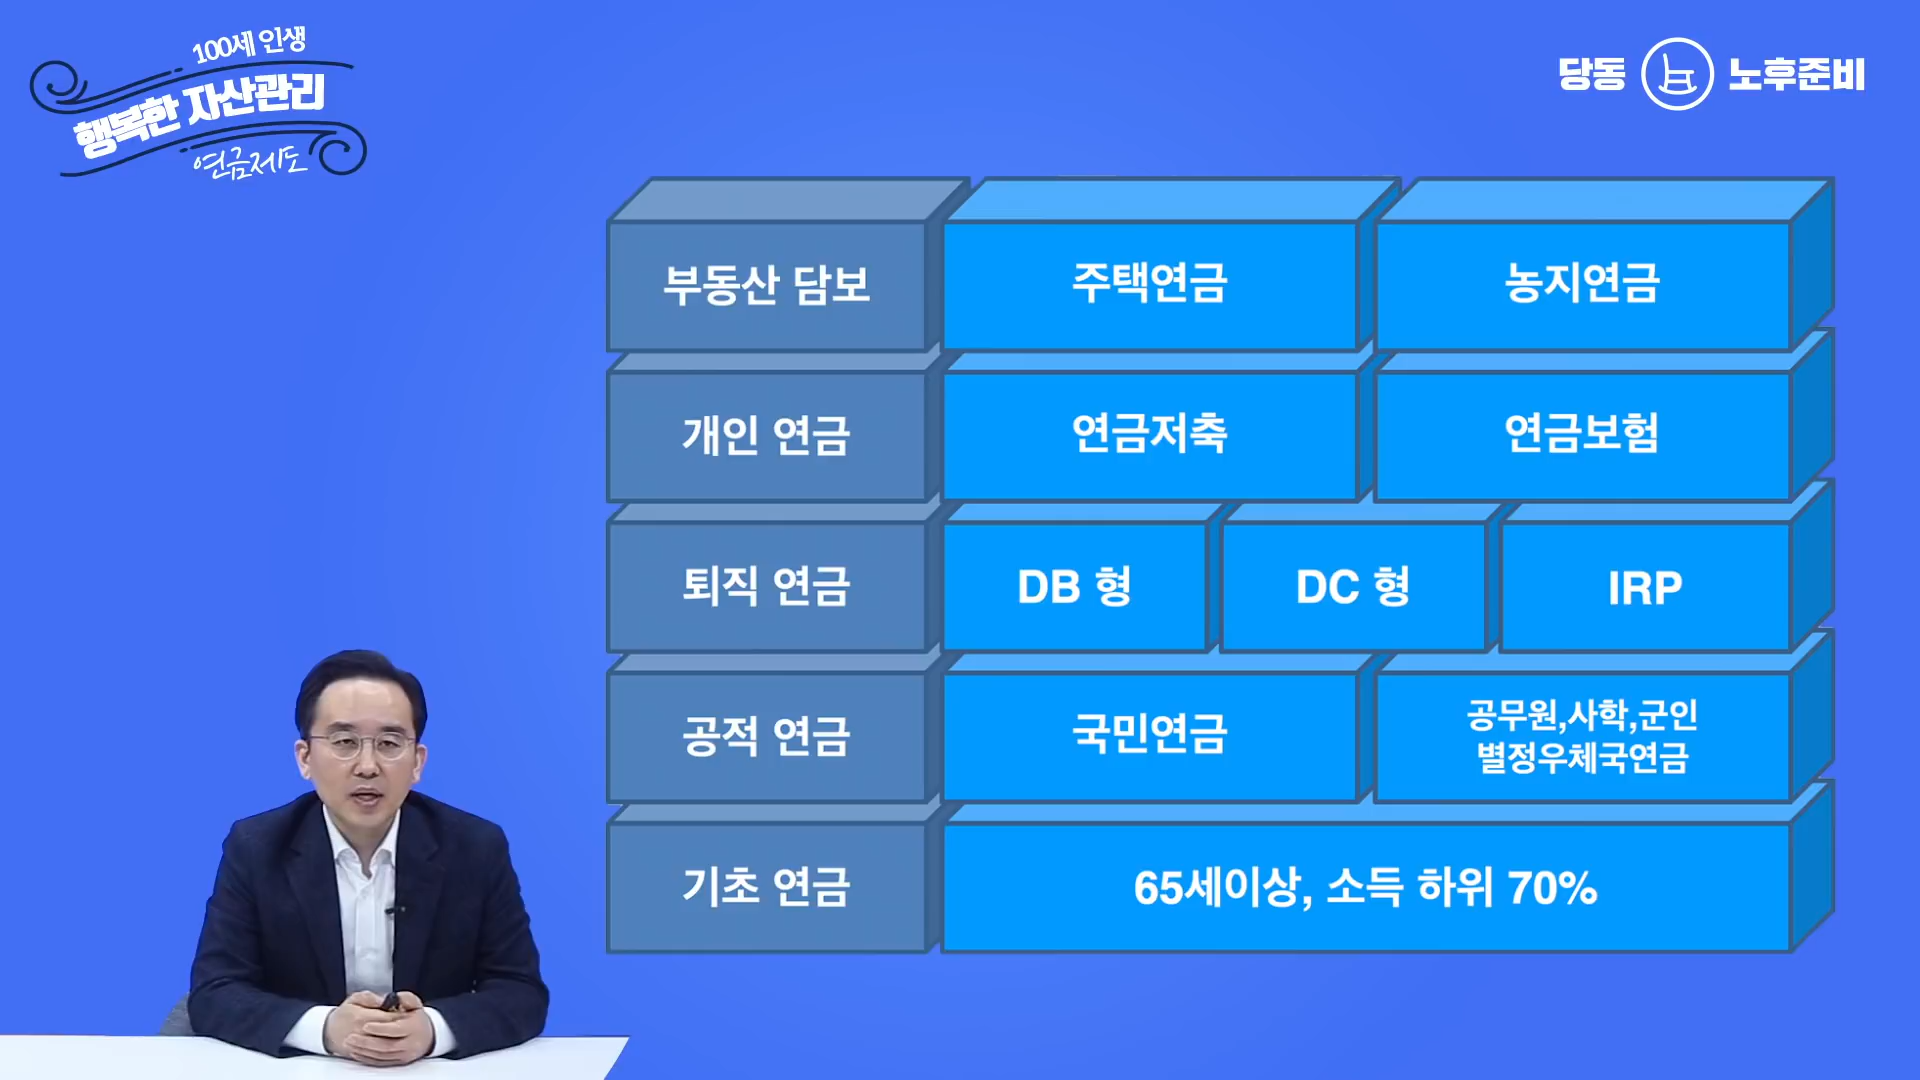 100세 인생
행복한 자산관리
연금제도
당동 노후준비
부동산 담보
주택연금
농지연금
개인 연금
연금저축
연금보험
퇴직 연금
DB 형
DC 형
IRP
공적 연금
국민연금
공무원,사학,군인
별정우체국연금
기초 연금
65세이상, 소득 하위 70%